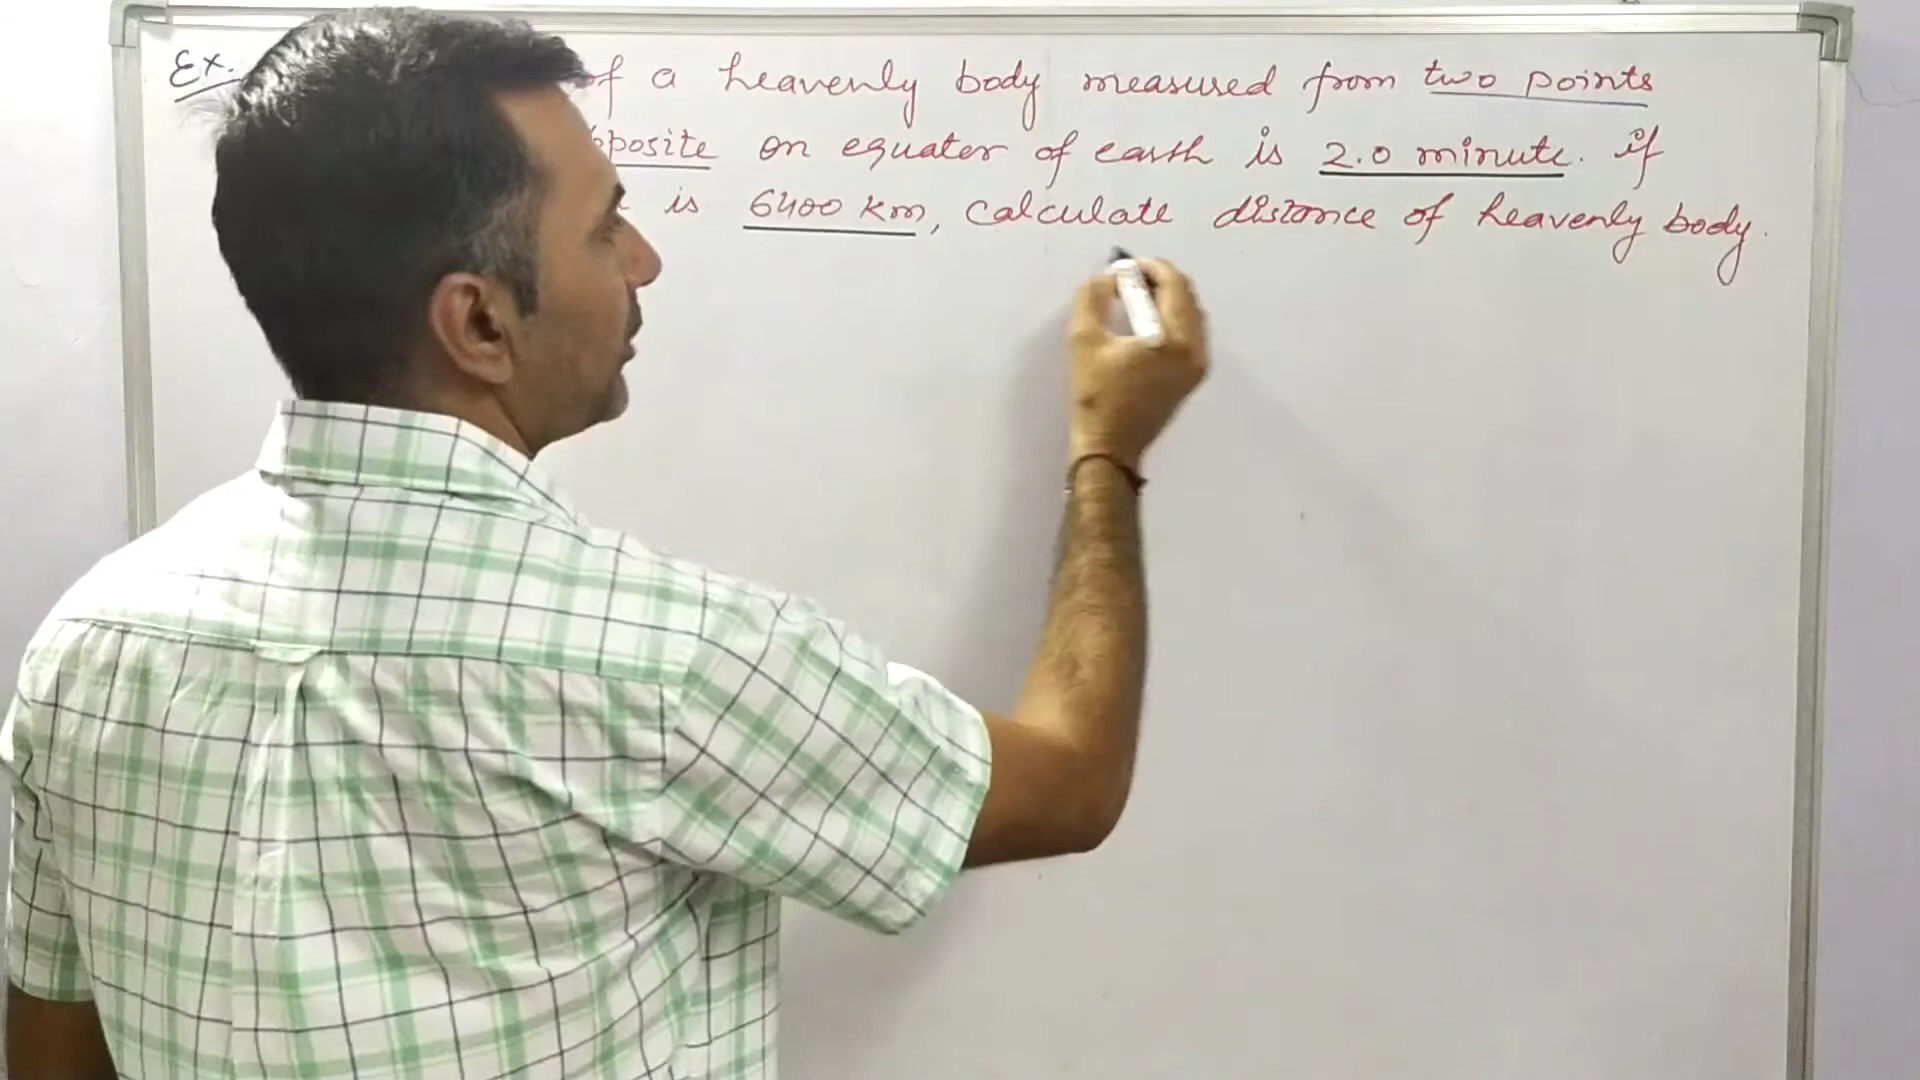 Ex. of a heavenly body measured from two points
opposite on equater of earth is 2.0 minute. if
is 6400 km, calculate distance of heavenly body.